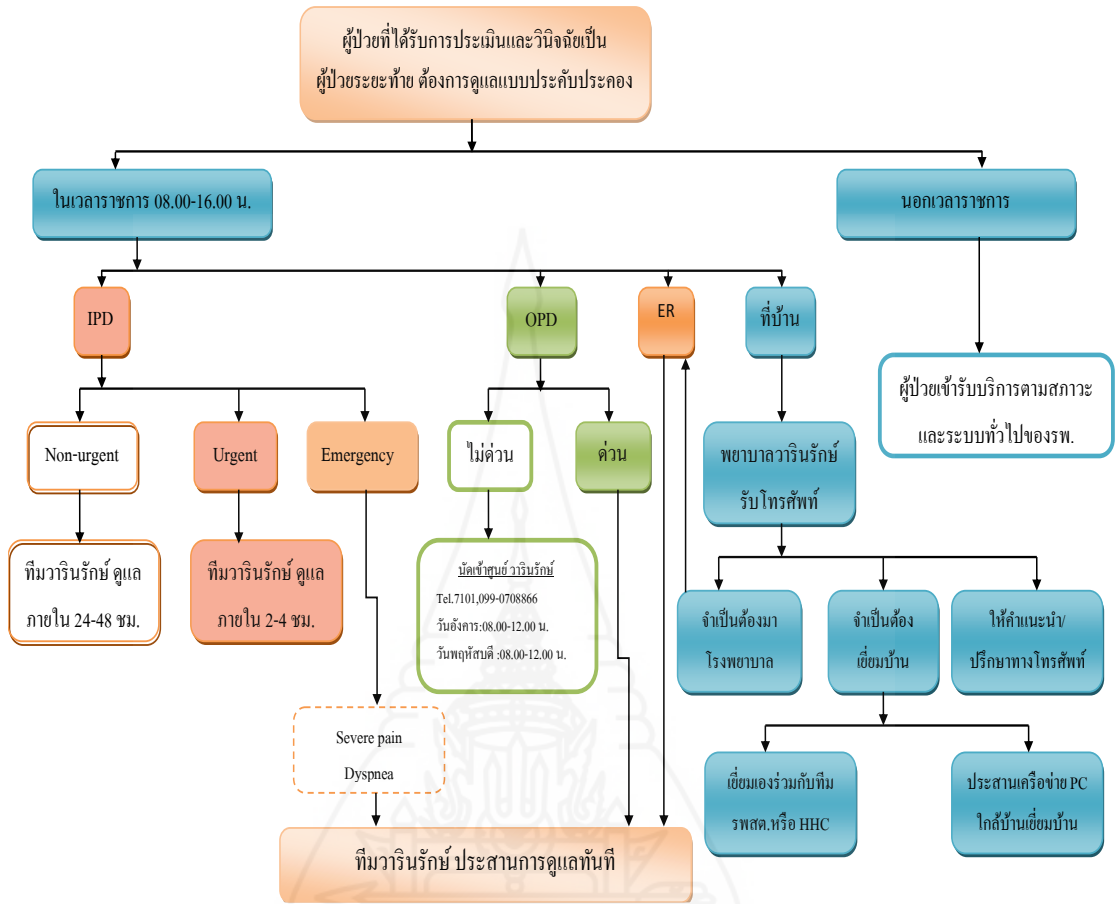 ผู้ป่วยที่ได้รับการประเมินและวินิจฉัยเป็น
ผู้ป่วยระยะท้าย ต้องการดูแลแบบประคับประคอง
ในเวลาราชการ 08.00-16.00 น.
นอกเวลาราชการ
IPD
OPD
ER
ที่บ้าน
ผู้ป่วยเข้ารับบริการตามสภาวะ
และระบบทั่วไปของรพ.
Non-urgent
Urgent
Emergency
ไม่ด่วน
ด่วน
พยาบาลวารินรักษ์
รับโทรศัพท์
ทีมวารินรักษ์ ดูแล
ภายใน 24-48 ชม.
ทีมวารินรักษ์ ดูแล
ภายใน 2-4 ชม.
นัดเข้าศูนย์ วารินรักษ์
Tel.7101,099-0708866
วันอังคาร:08.00-12.00 น.
วันพฤหัสบดี :08.00-12.00 น.
จำเป็นต้องมา
โรงพยาบาล
จำเป็นต้อง
เยี่ยมบ้าน
ให้คำแนะนำ/
ปรึกษาทางโทรศัพท์
Severe pain
Dyspnea
เยี่ยมเองร่วมกับทีม
รพสต.หรือ HHC
ประสานเครือข่าย PC
ใกล้บ้านเยี่ยมบ้าน
ทีมวารินรักษ์ ประสานการดูแลทันที